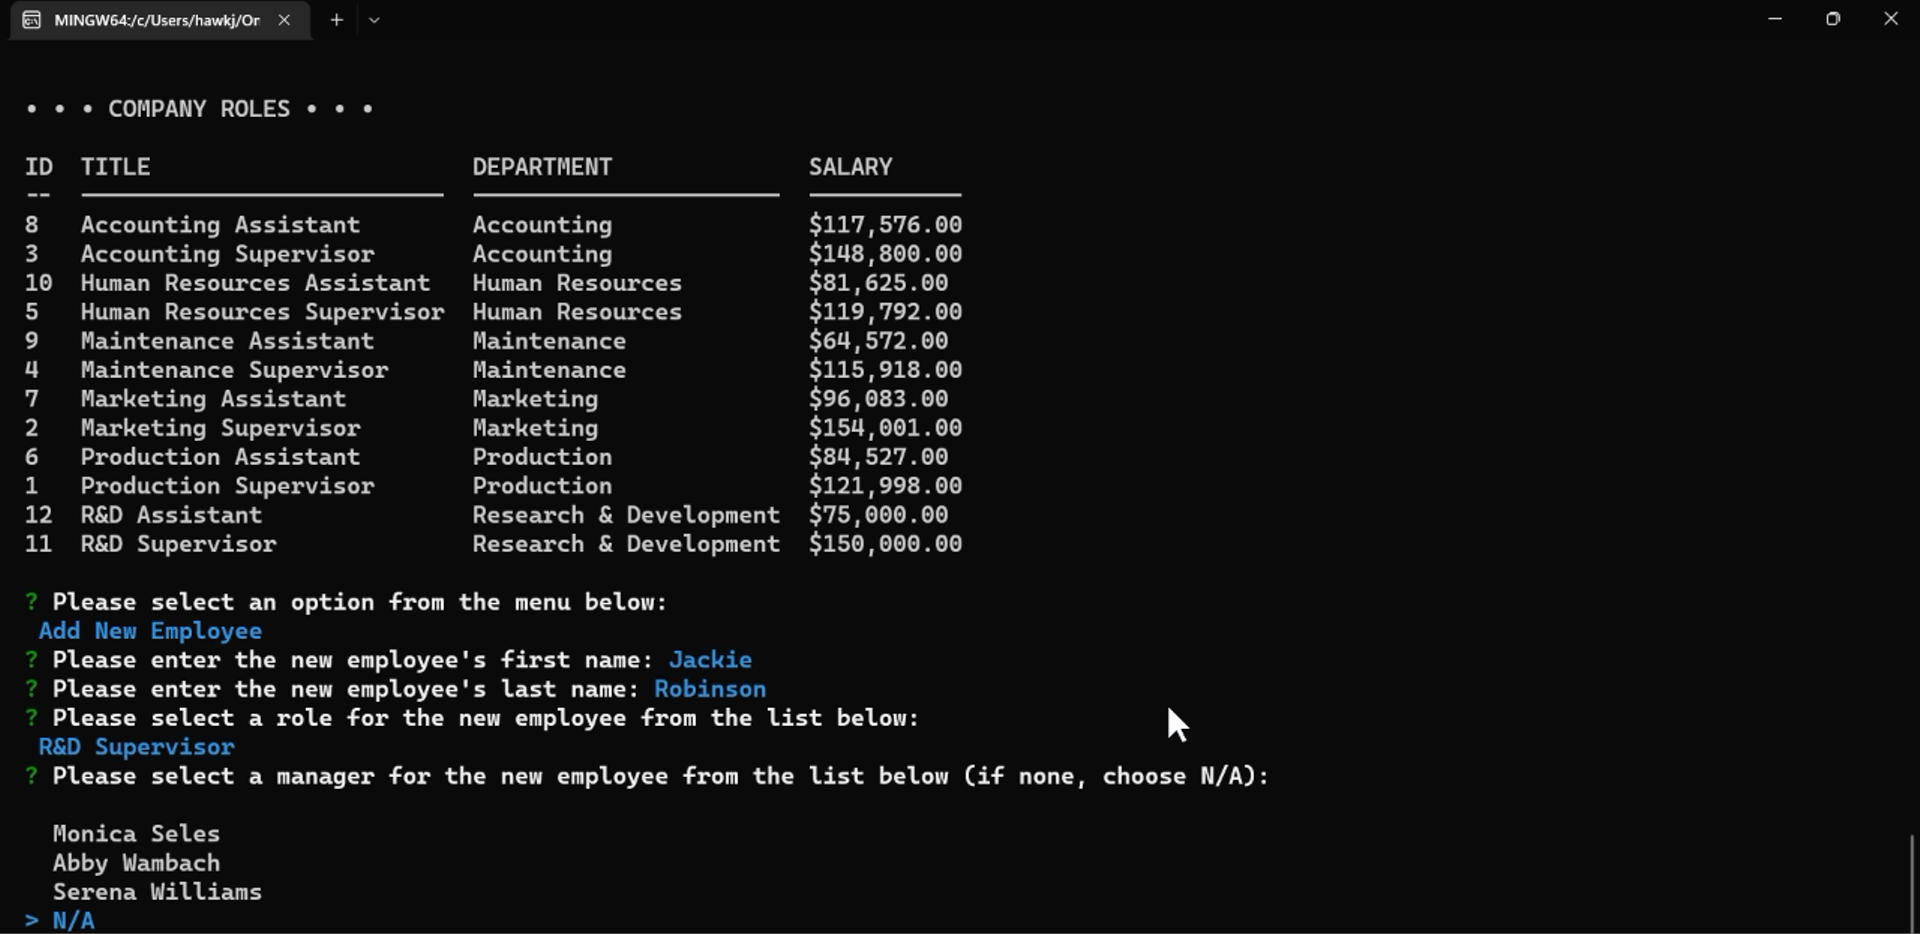 MINGW64:/c/Users/hawkj/Or
• • • COMPANY ROLES • • •
ID TITLE DEPARTMENT SALARY
8 Accounting Assistant Accounting $117,576.00
3 Accounting Supervisor Accounting $148,800.00
10 Human Resources Assistant Human Resources $81,625.00
5 Human Resources Supervisor Human Resources $119,792.00
9 Maintenance Assistant Maintenance $64,572.00
4 Maintenance Supervisor Maintenance $115,918.00
7 Marketing Assistant Marketing $96,083.00
2 Marketing Supervisor Marketing $154,001.00
6 Production Assistant Production $84,527.00
1 Production Supervisor Production $121,998.00
12 R&D Assistant Research & Development $75,000.00
11 R&D Supervisor Research & Development $150,000.00
? Please select an option from the menu below:
Add New Employee
? Please enter the new employee's first name: Jackie
? Please enter the new employee's last name: Robinson
? Please select a role for the new employee from the list below:
R&D Supervisor
? Please select a manager for the new employee from the list below (if none, choose N/A):
Monica Seles
Abby Wambach
Serena Williams
> N/A